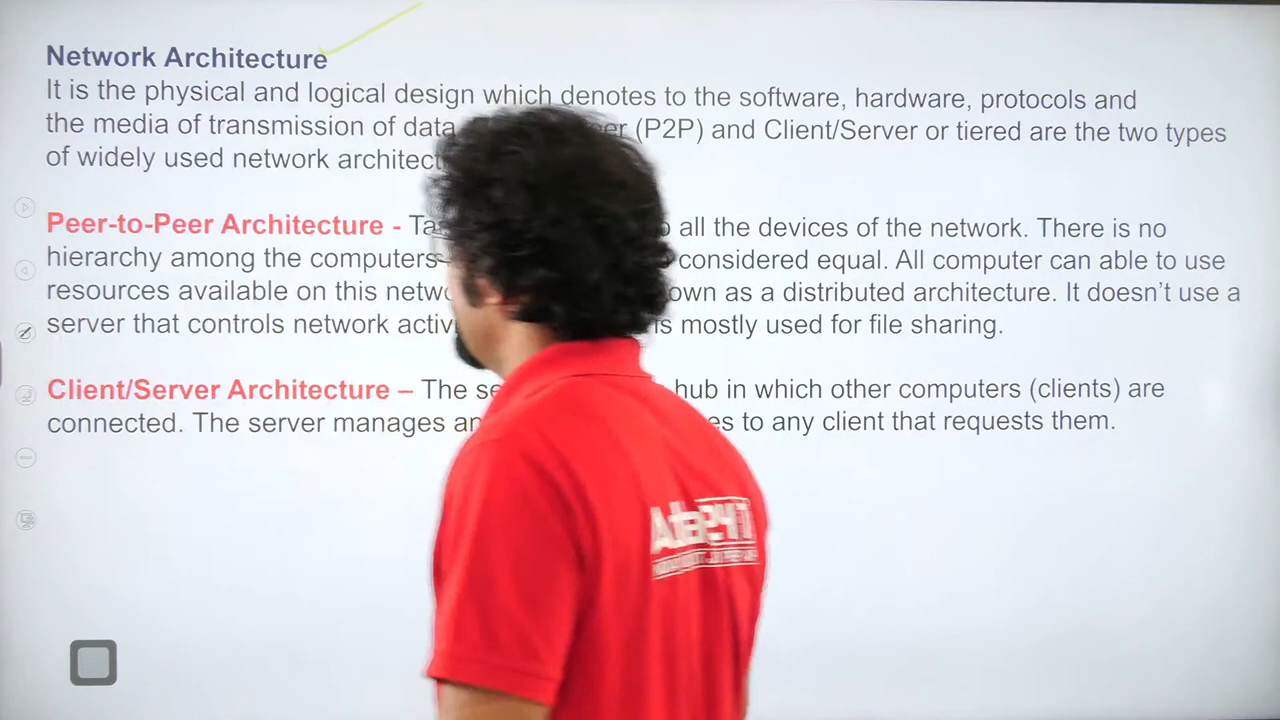 Network Architecture
It is the physical and logical design which denotes to the software, hardware, protocols and
the media of transmission of data (P2P) and Client/Server or tiered are the two types
of widely used network
Peer-to-Peer Architecture - all the devices of the network. There is no
hierarchy among the computers considered equal. All computer can able to use
resources available on this as a distributed architecture. It doesn't use a
server that controls network is mostly used for file sharing.
Client/Server Architecture – The hub in which other computers (clients) are
connected. The server manages to any client that requests them.